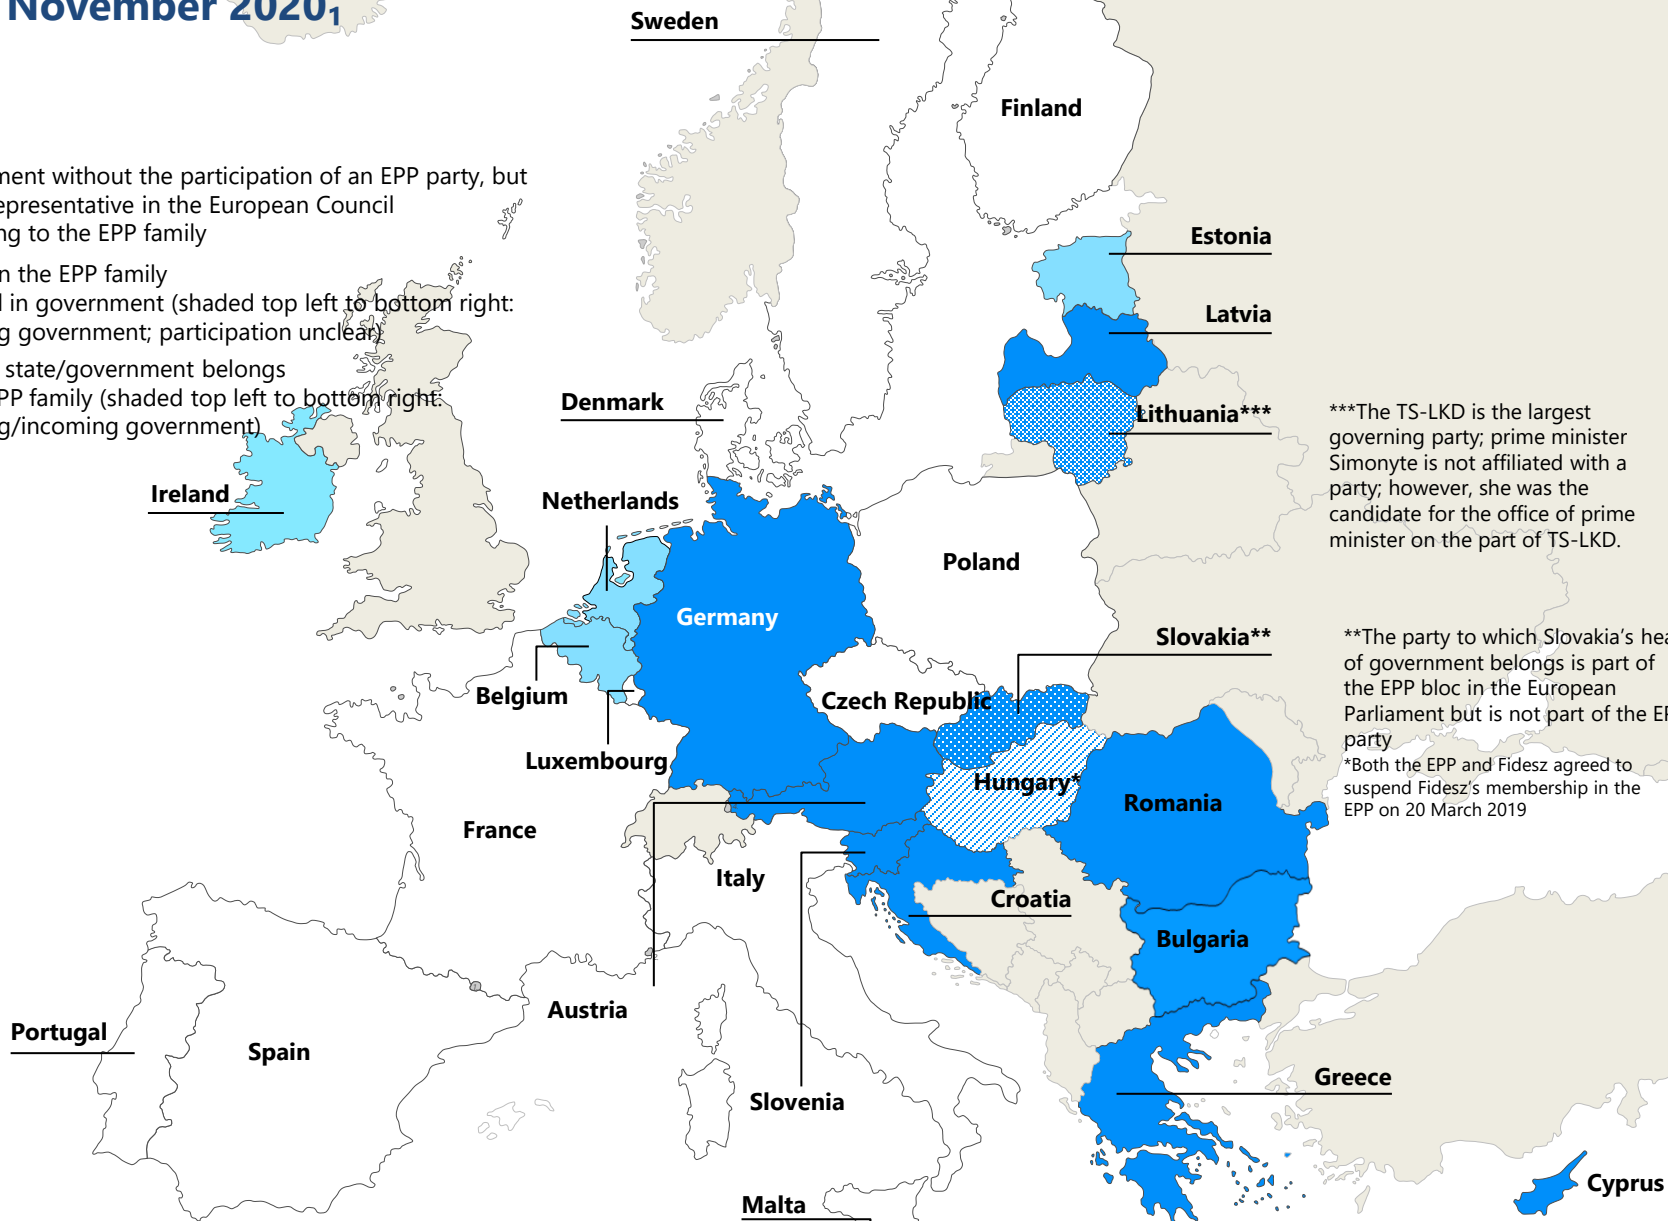 November 2020₁
ment without the participation of an EPP party, but
epresentative in the European Council
ng to the EPP family
n the EPP family
d in government (shaded top left to bottom right:
g government; participation unclear)
state/government belongs
PP family (shaded top left to bottom right:
g/incoming government)
Sweden
Finland
Estonia
Latvia
Denmark
Lithuania***
***The TS-LKD is the largest
governing party; prime minister
Simonyte is not affiliated with a
party; however, she was the
candidate for the office of prime
minister on the part of TS-LKD.
Ireland
Netherlands
Poland
Germany
Slovakia**
**The party to which Slovakia’s hea
of government belongs is part of
the EPP bloc in the European
Parliament but is not part of the EP
party
*Both the EPP and Fidesz agreed to
suspend Fidesz’s membership in the
EPP on 20 March 2019
Belgium
Czech Republic
Luxembourg
Hungary*
Romania
France
Italy
Croatia
Bulgaria
Austria
Portugal
Spain
Slovenia
Greece
Malta
Cyprus